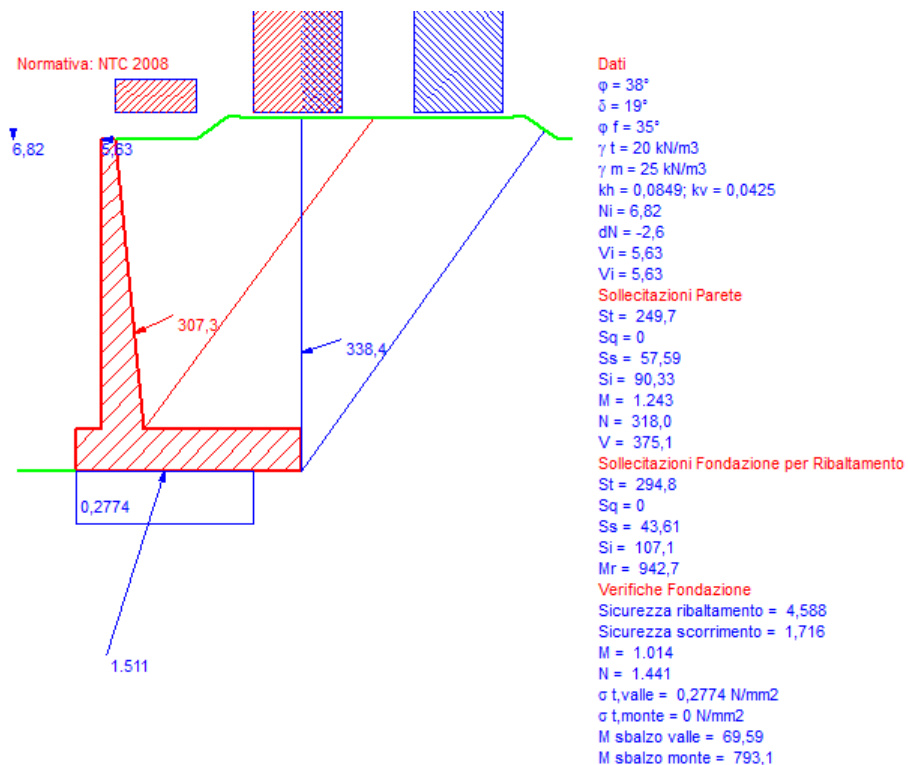 Normativa: NTC 2008
6,82
5,63
307,3
338,4
0,2774
1.511
Dati
φ = 38°
δ = 19°
φ f = 35°
γ t = 20 kN/m3
γ m = 25 kN/m3
kh = 0,0849; kv = 0,0425
Ni = 6,82
dN = -2,6
Vi = 5,63
Vi = 5,63
Sollecitazioni Parete
St = 249,7
Sq = 0
Ss = 57,59
Si = 90,33
M = 1.243
N = 318,0
V = 375,1
Sollecitazioni Fondazione per Ribaltamento
St = 294,8
Sq = 0
Ss = 43,61
Si = 107,1
Mr = 942,7
Verifiche Fondazione
Sicurezza ribaltamento = 4,588
Sicurezza scorrimento = 1,716
M = 1.014
N = 1.441
σ t,valle = 0,2774 N/mm2
σ t,monte = 0 N/mm2
M sbalzo valle = 69,59
M sbalzo monte = 793,1